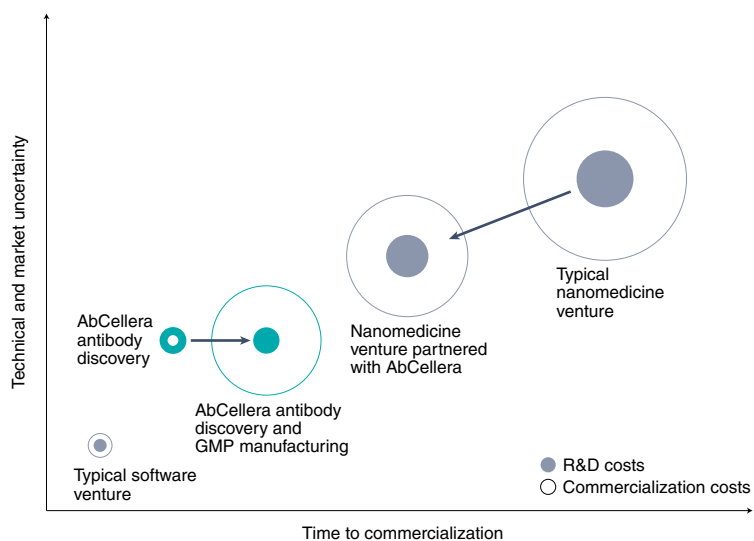 Technical and market uncertainty
Typical
nanomedicine
venture
AbCellera
antibody
discovery
Nanomedicine
venture partnered
with AbCellera
AbCellera antibody
discovery and
GMP manufacturing
Typical software
venture
R&D costs
Commercialization costs
Time to commercialization